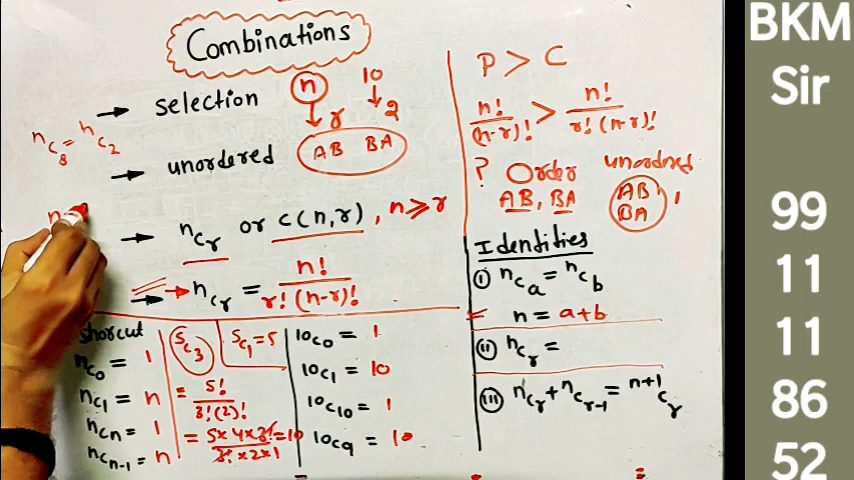 Combinations
→ selection n 10
↓ r ↓ 2
→ unordered AB BA
nC8 = nC2
→ nCr or C(n,r), n ≥ r
→ nCr = n! / r! (n-r)!
shorcut
nC0 = 1
nC1 = n
nCn = 1
nCn-1 = n
5C3
= 5! / 3! (2)!
= 5 x 4 x 3! / 3! x 2 x 1 = 10
5C1 = 5
10C0 = 1
10C1 = 10
10C10 = 1
10C9 = 10
P > C
n! / (n-r)! > n! / r! (n-r)!
? Order unordered
AB, BA AB, 1
BA
Identities
(i) nCa = nCb
n = a+b
(ii) nCr =
(iii) nCr + nCr-1 = n+1Cr
BKM
Sir
99
11
11
86
52